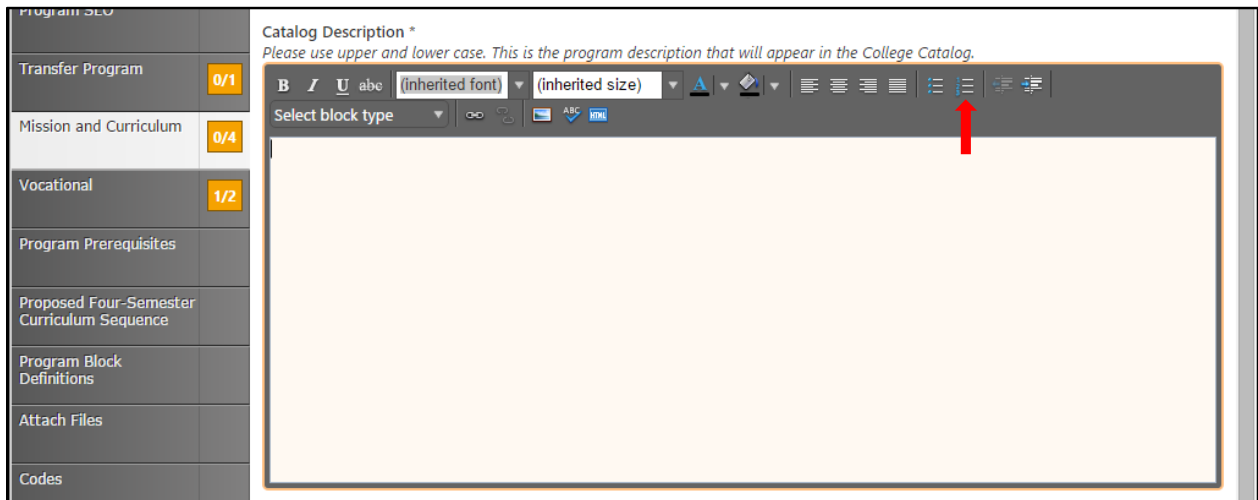 Program SLO
Transfer Program
0/1
Mission and Curriculum
0/4
Vocational
1/2
Program Prerequisites
Proposed Four-Semester
Curriculum Sequence
Program Block
Definitions
Attach Files
Codes
Catalog Description *
Please use upper and lower case. This is the program description that will appear in the College Catalog.
B I U abc (inherited font) (inherited size) A
Select block type ABC HTML